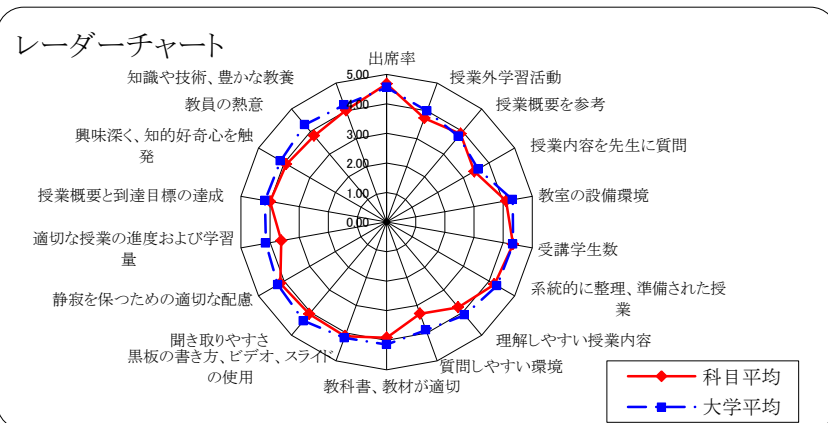 レーダーチャート
出席率
授業外学習活動
授業概要を参考
授業内容を先生に質問
教室の設備環境
受講学生数
系統的に整理、準備された授
業
理解しやすい授業内容
質問しやすい環境
教科書、教材が適切
黒板の書き方、ビデオ、スライド
の使用
聞き取りやすさ
静寂を保つための適切な配慮
適切な授業の進度および学習
量
授業概要と到達目標の達成
興味深く、知的好奇心を触
発
教員の熱意
知識や技術、豊かな教養
5.00
4.00
3.00
2.00
1.00
0.00
科目平均
大学平均